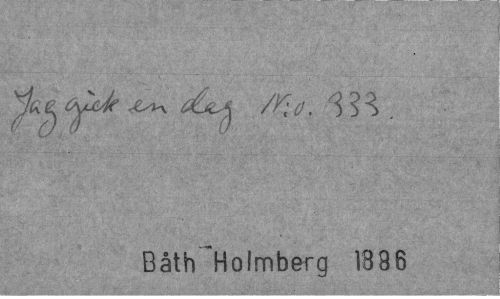 Jag gick en dag N:o. 333.
Båth Holmberg 1886